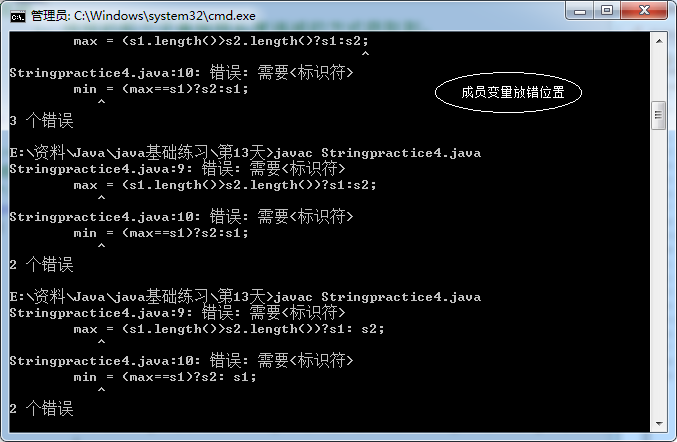 管理员: C:\Windows\system32\cmd.exe
max = (s1.length()>s2.length()?s1:s2;
^
Stringpractice4.java:10: 错误: 需要<标识符>
min = (max==s1)?s2:s1;
^
成员变量放错位置
3 个错误
E:\资料\Java\java基础练习\第13天>javac Stringpractice4.java
Stringpractice4.java:9: 错误: 需要<标识符>
max = (s1.length()>s2.length())?s1:s2;
^
Stringpractice4.java:10: 错误: 需要<标识符>
min = (max==s1)?s2:s1;
^
2 个错误
E:\资料\Java\java基础练习\第13天>javac Stringpractice4.java
Stringpractice4.java:9: 错误: 需要<标识符>
max = (s1.length()>s2.length())?s1: s2;
^
Stringpractice4.java:10: 错误: 需要<标识符>
min = (max==s1)?s2: s1;
^
2 个错误